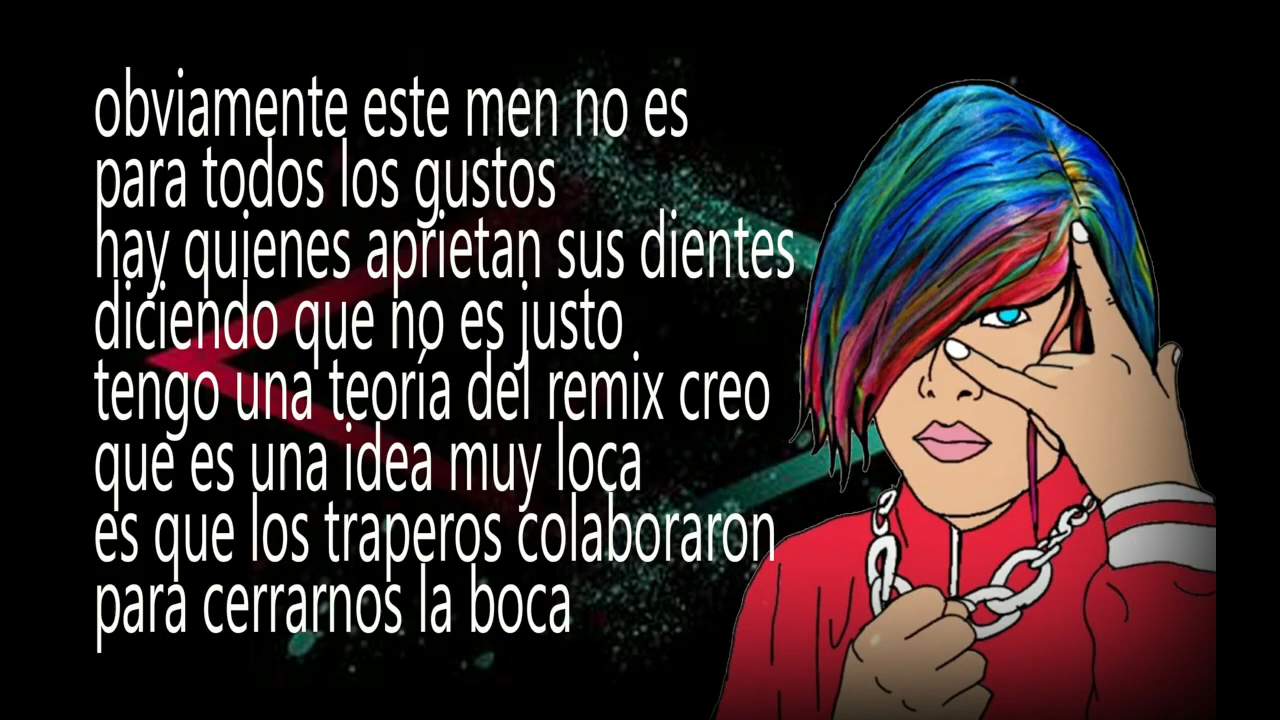 obviamente este men no es
para todos los gustos
hay quienes aprietan sus dientes
diciendo que no es justo
tengo una teoría del remix creo
que es una idea muy loca
es que los traperos colaboraron
para cerrarnos la boca